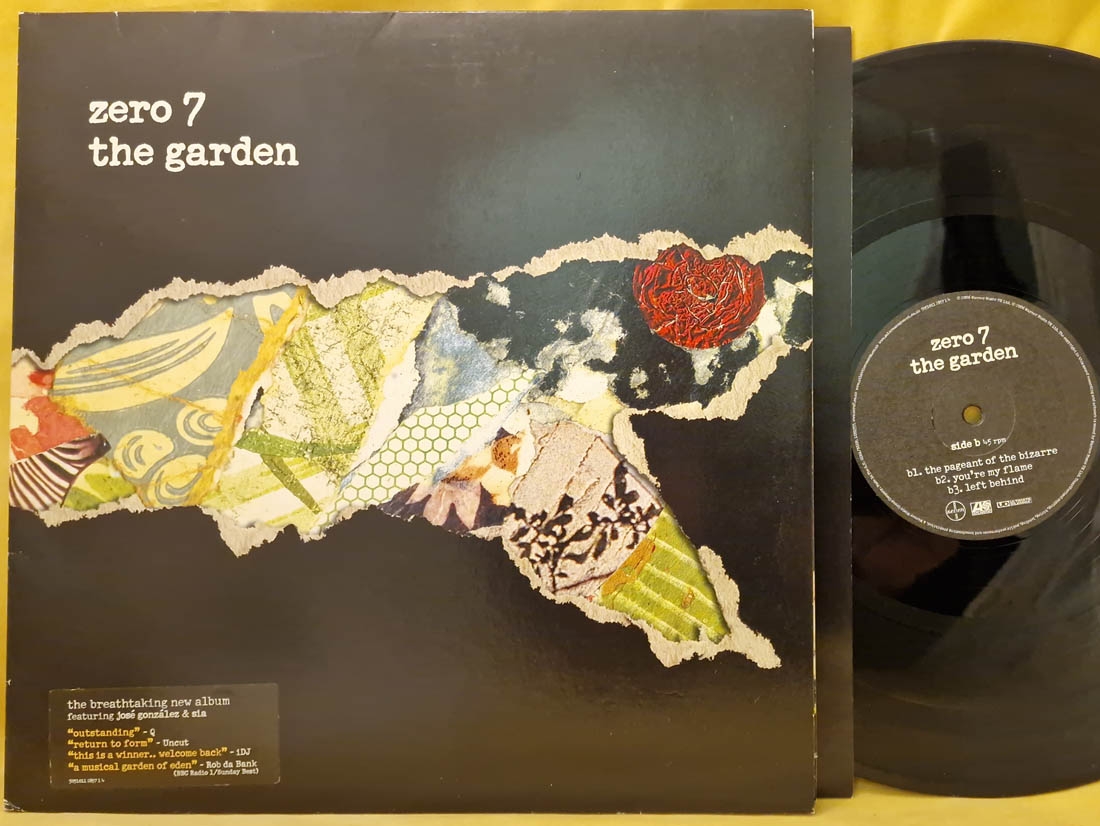 zero 7
the garden
the breathtaking new album
featuring josé gonzález & sia
"outstanding" - Q
"return to form" - Uncut
"this is a winner.. welcome back" - iDJ
"a musical garden of eden" - Rob da Bank
(BBC Radio 1/Sunday Best)
zero 7
the garden
side b 45 rpm
b1. the pageant of the bizarre
b2. you're my flame
b3. left behind